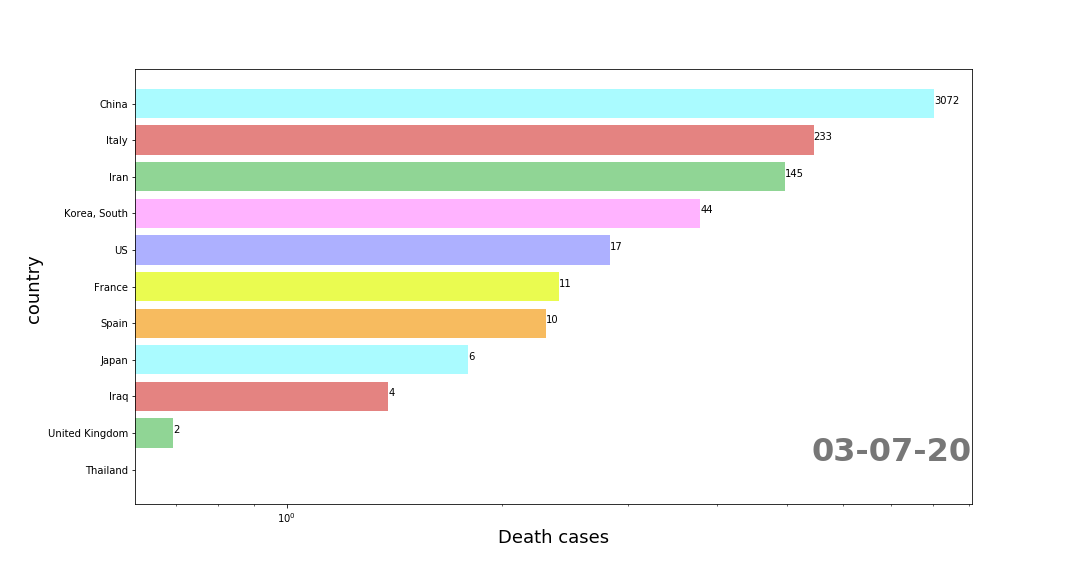 China 3072
Italy 233
Iran 145
Korea, South 44
US 17
France 11
Spain 10
Japan 6
Iraq 4
United Kingdom 2
03-07-20
Thailand
country
10⁰
Death cases